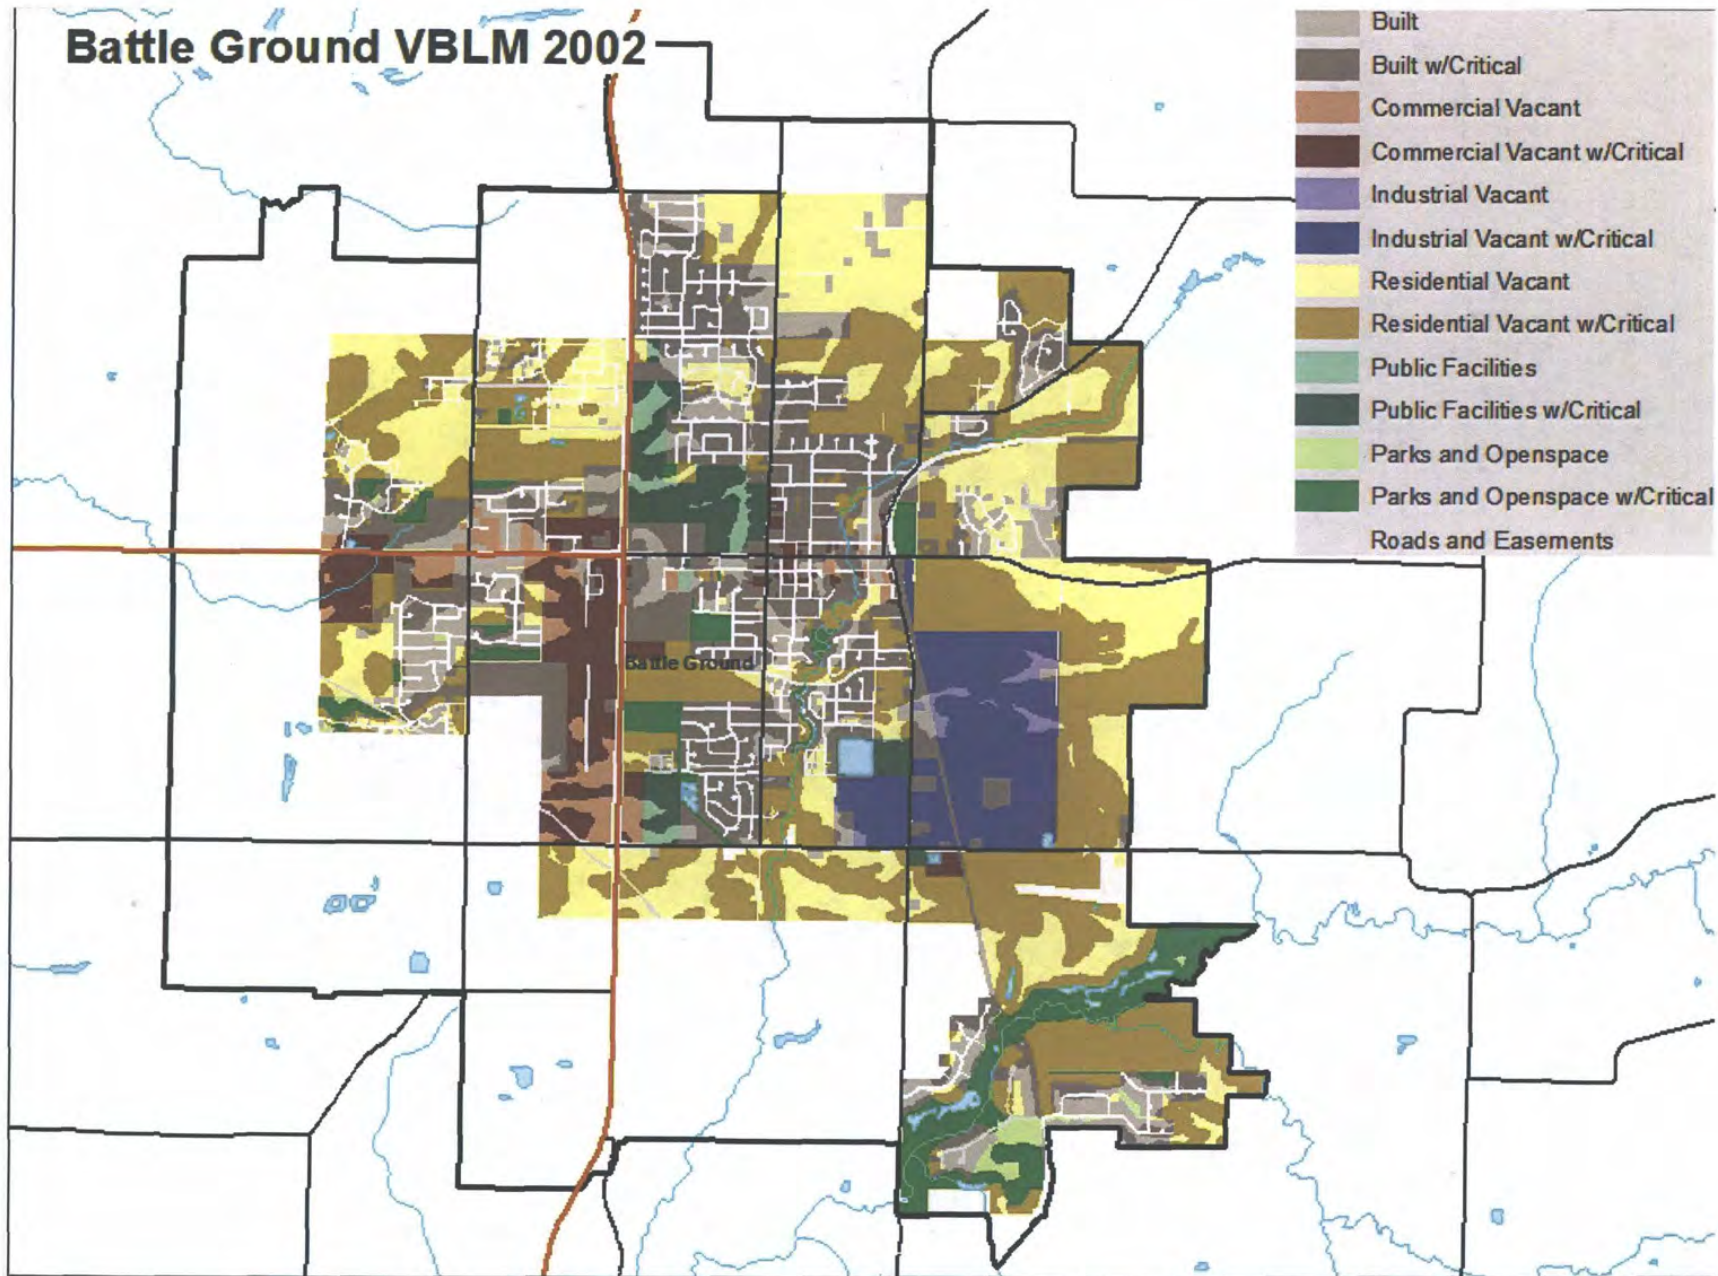 Battle Ground VBLM 2002
Built
Built w/Critical
Commercial Vacant
Commercial Vacant w/Critical
Industrial Vacant
Industrial Vacant w/Critical
Residential Vacant
Residential Vacant w/Critical
Public Facilities
Public Facilities w/Critical
Parks and Openspace
Parks and Openspace w/Critical
Roads and Easements
Battle Ground